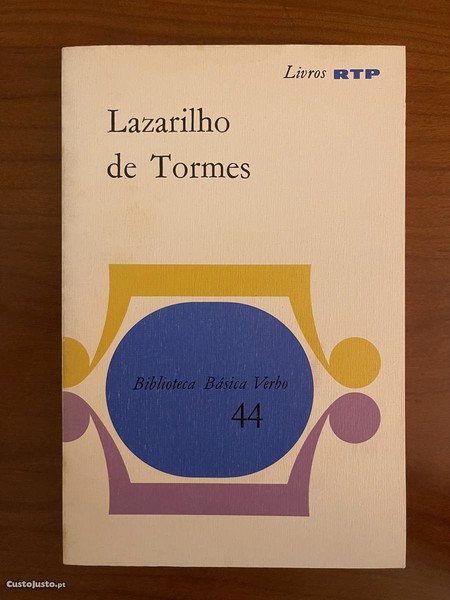 Livros RTP
Lazarilho
de Tormes
Biblioteca Básica Verbo
44
CustoJusto.pt